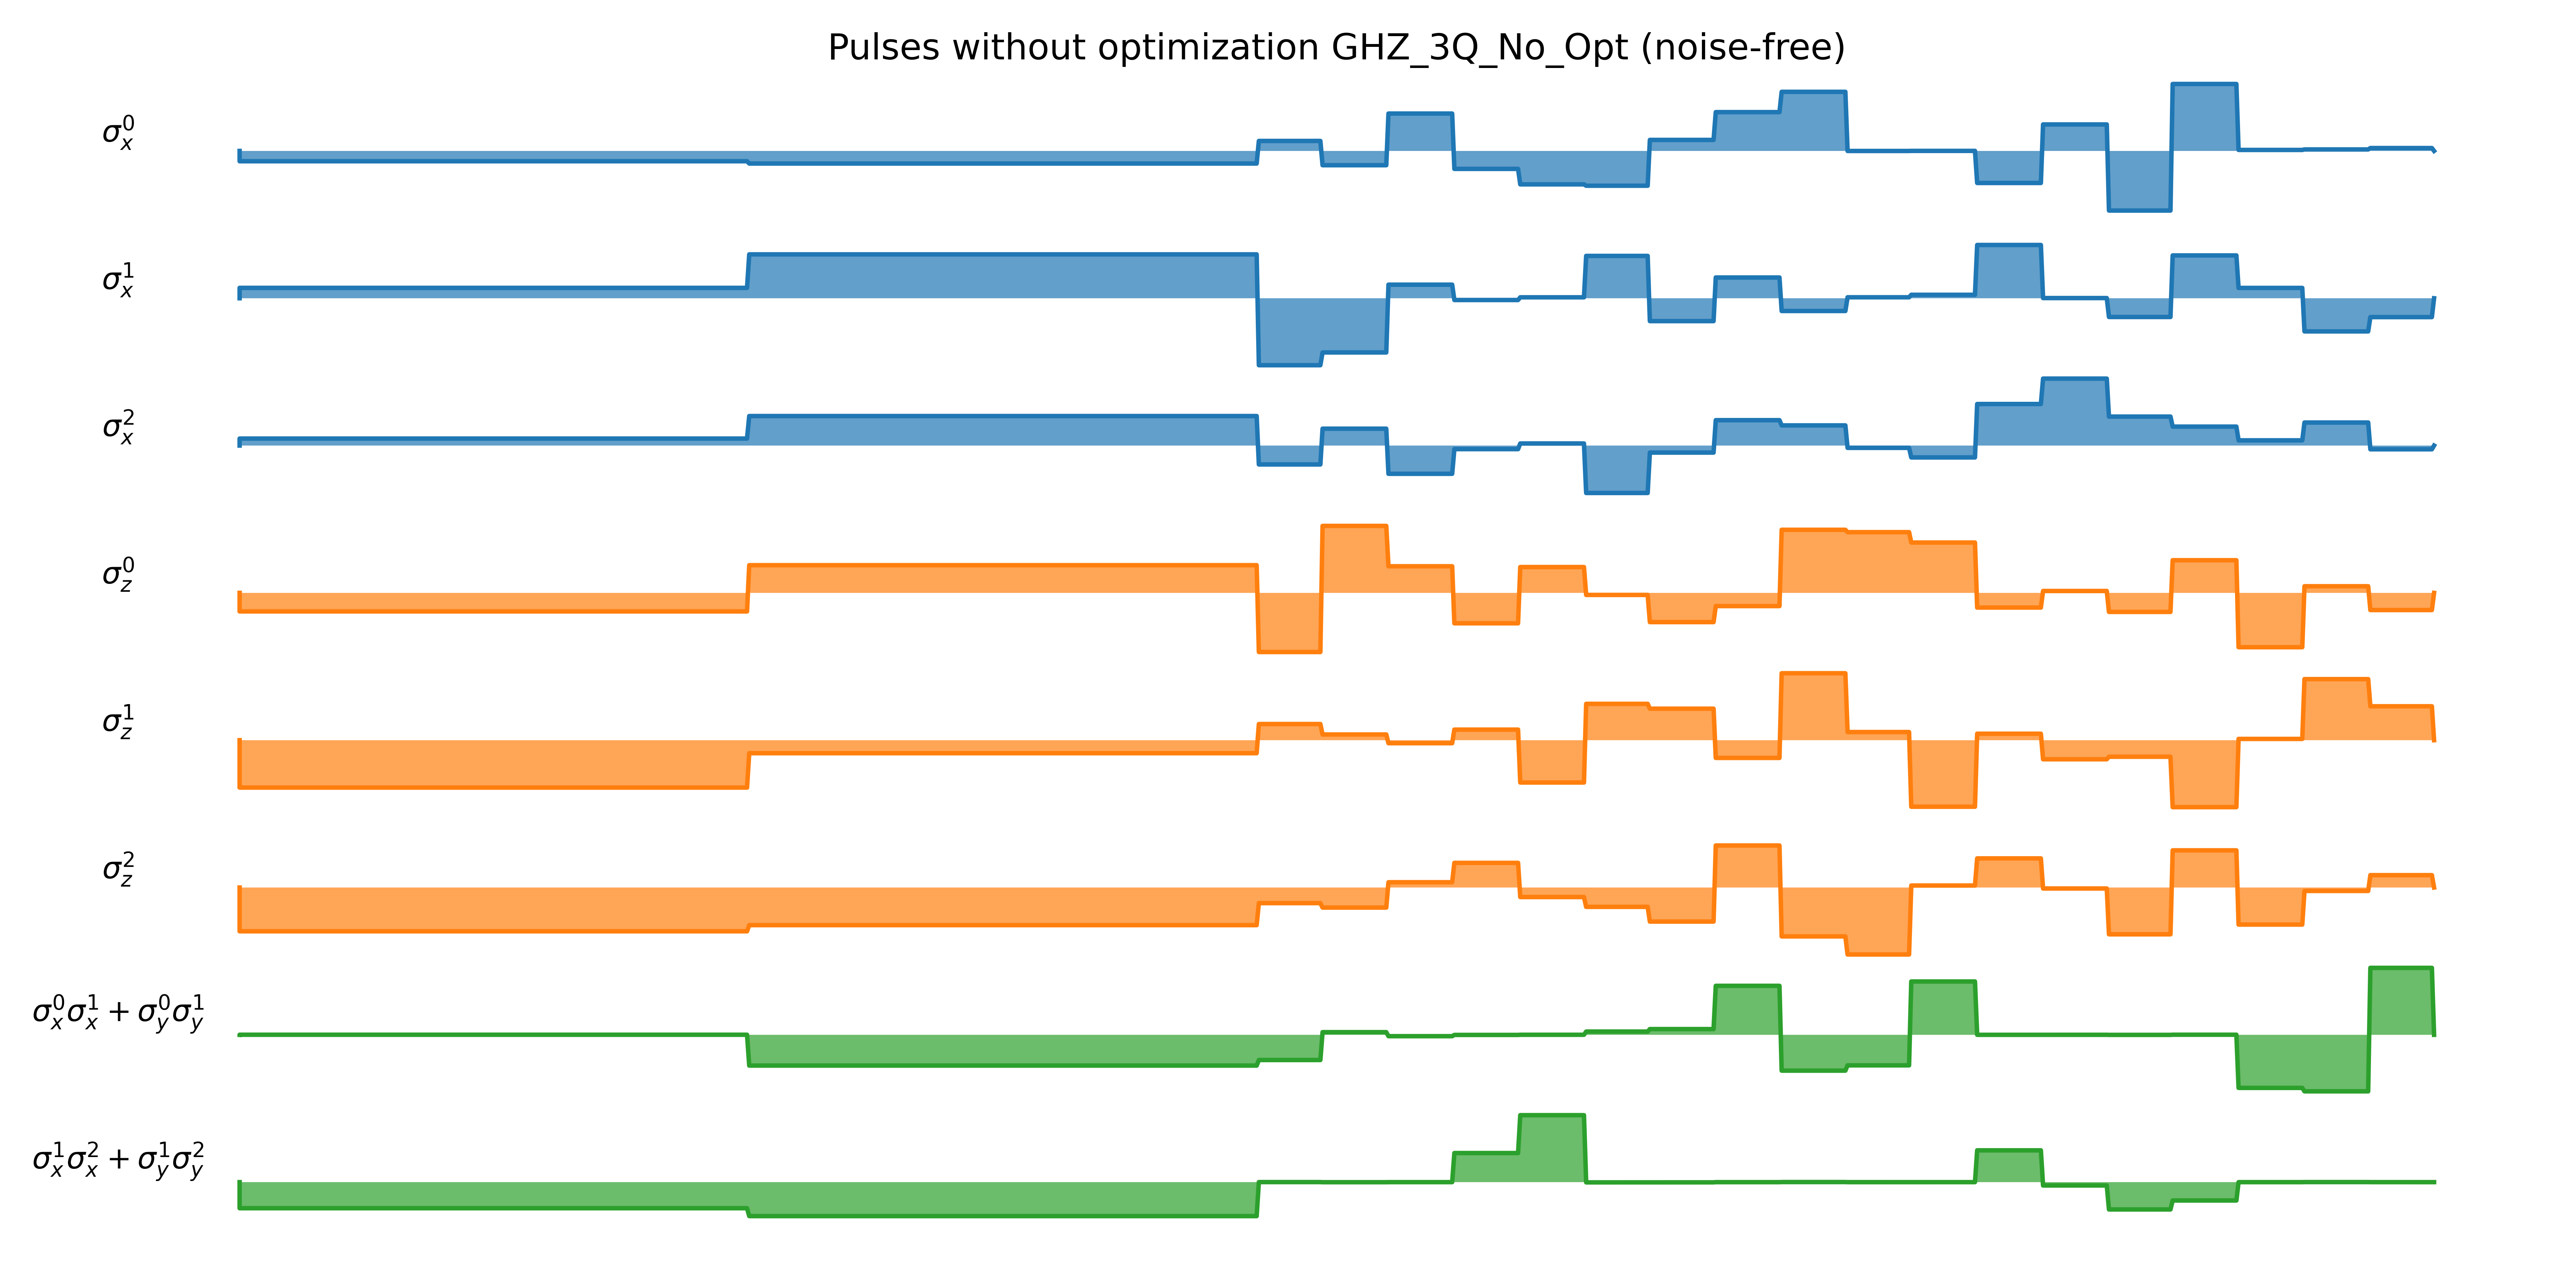 Pulses without optimization GHZ_3Q_No_Opt (noise-free)
σ_x^0
σ_x^1
σ_x^2
σ_z^0
σ_z^1
σ_z^2
σ_x^0σ_x^1 + σ_y^0σ_y^1
σ_x^1σ_x^2 + σ_y^1σ_y^2